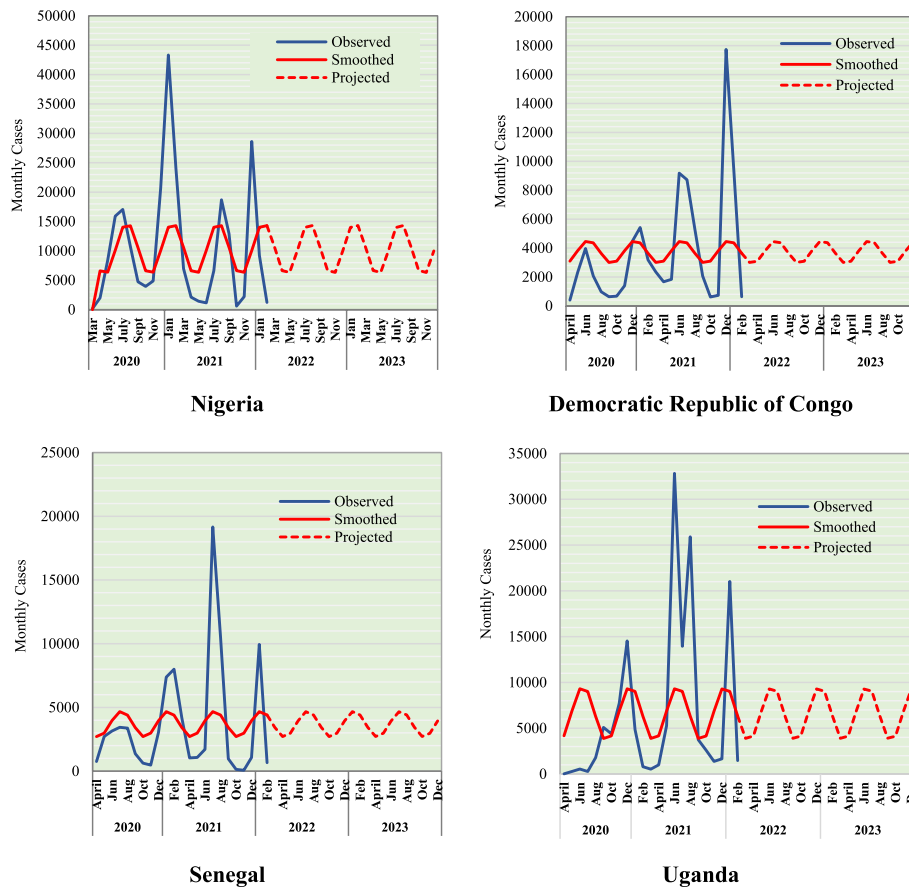 50000
45000
40000
35000
30000
25000
20000
15000
10000
5000
0
Monthly Cases
Observed
Smoothed
Projected
Mar May July Sept Nov Jan Mar May July Sept Nov Jan Mar May July Sept Nov Jan Mar May July Sept Nov
2020 2021 2022 2023
Nigeria
20000
18000
16000
14000
12000
10000
8000
6000
4000
2000
0
Monthly Cases
Observed
Smoothed
Projected
April Jun Aug Oct Dec Feb April Jun Aug Oct Dec Feb April Jun Aug Oct Dec Feb April Jun Aug Oct
2020 2021 2022 2023
Democratic Republic of Congo
25000
20000
15000
10000
5000
0
Monthly Cases
Observed
Smoothed
Projected
April Jun Aug Oct Dec Feb April Jun Aug Oct Dec Feb April Jun Aug Oct Dec Feb April Jun Aug Oct Dec
2020 2021 2022 2023
Senegal
35000
30000
25000
20000
15000
10000
5000
0
Nonthly Cases
Observed
Smoothed
Projected
April Jun Aug Oct Dec Feb April Jun Aug Oct Dec Feb April Jun Aug Oct Dec Feb April Jun Aug Oct
2020 2021 2022 2023
Uganda